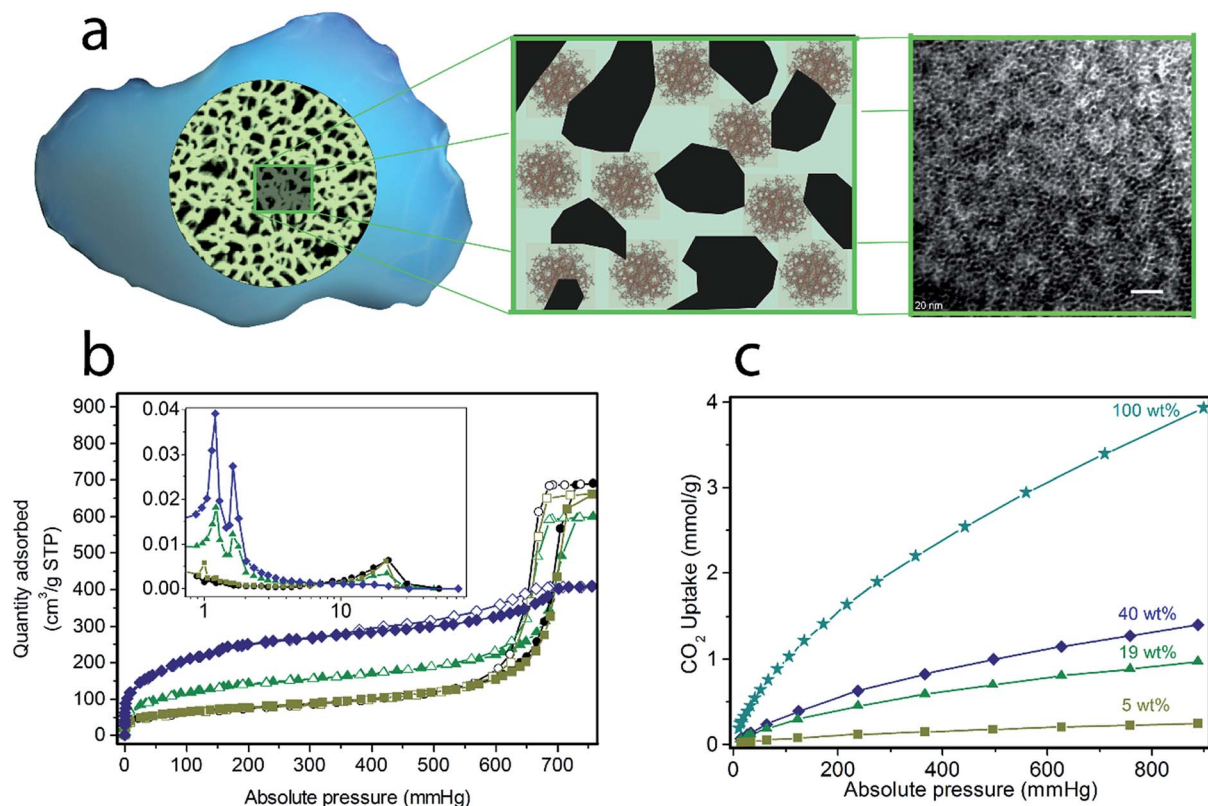 a
20 nm
b
c
900
800
700
600
500
400
300
200
100
0
Quantity adsorbed
(cm³/g STP)
0.04
0.03
0.02
0.01
0.00
1
10
0 100 200 300 400 500 600 700
Absolute pressure (mmHg)
4
3
2
1
0
CO₂ Uptake (mmol/g)
100 wt%
40 wt%
19 wt%
5 wt%
0 200 400 600 800
Absolute pressure (mmHg)